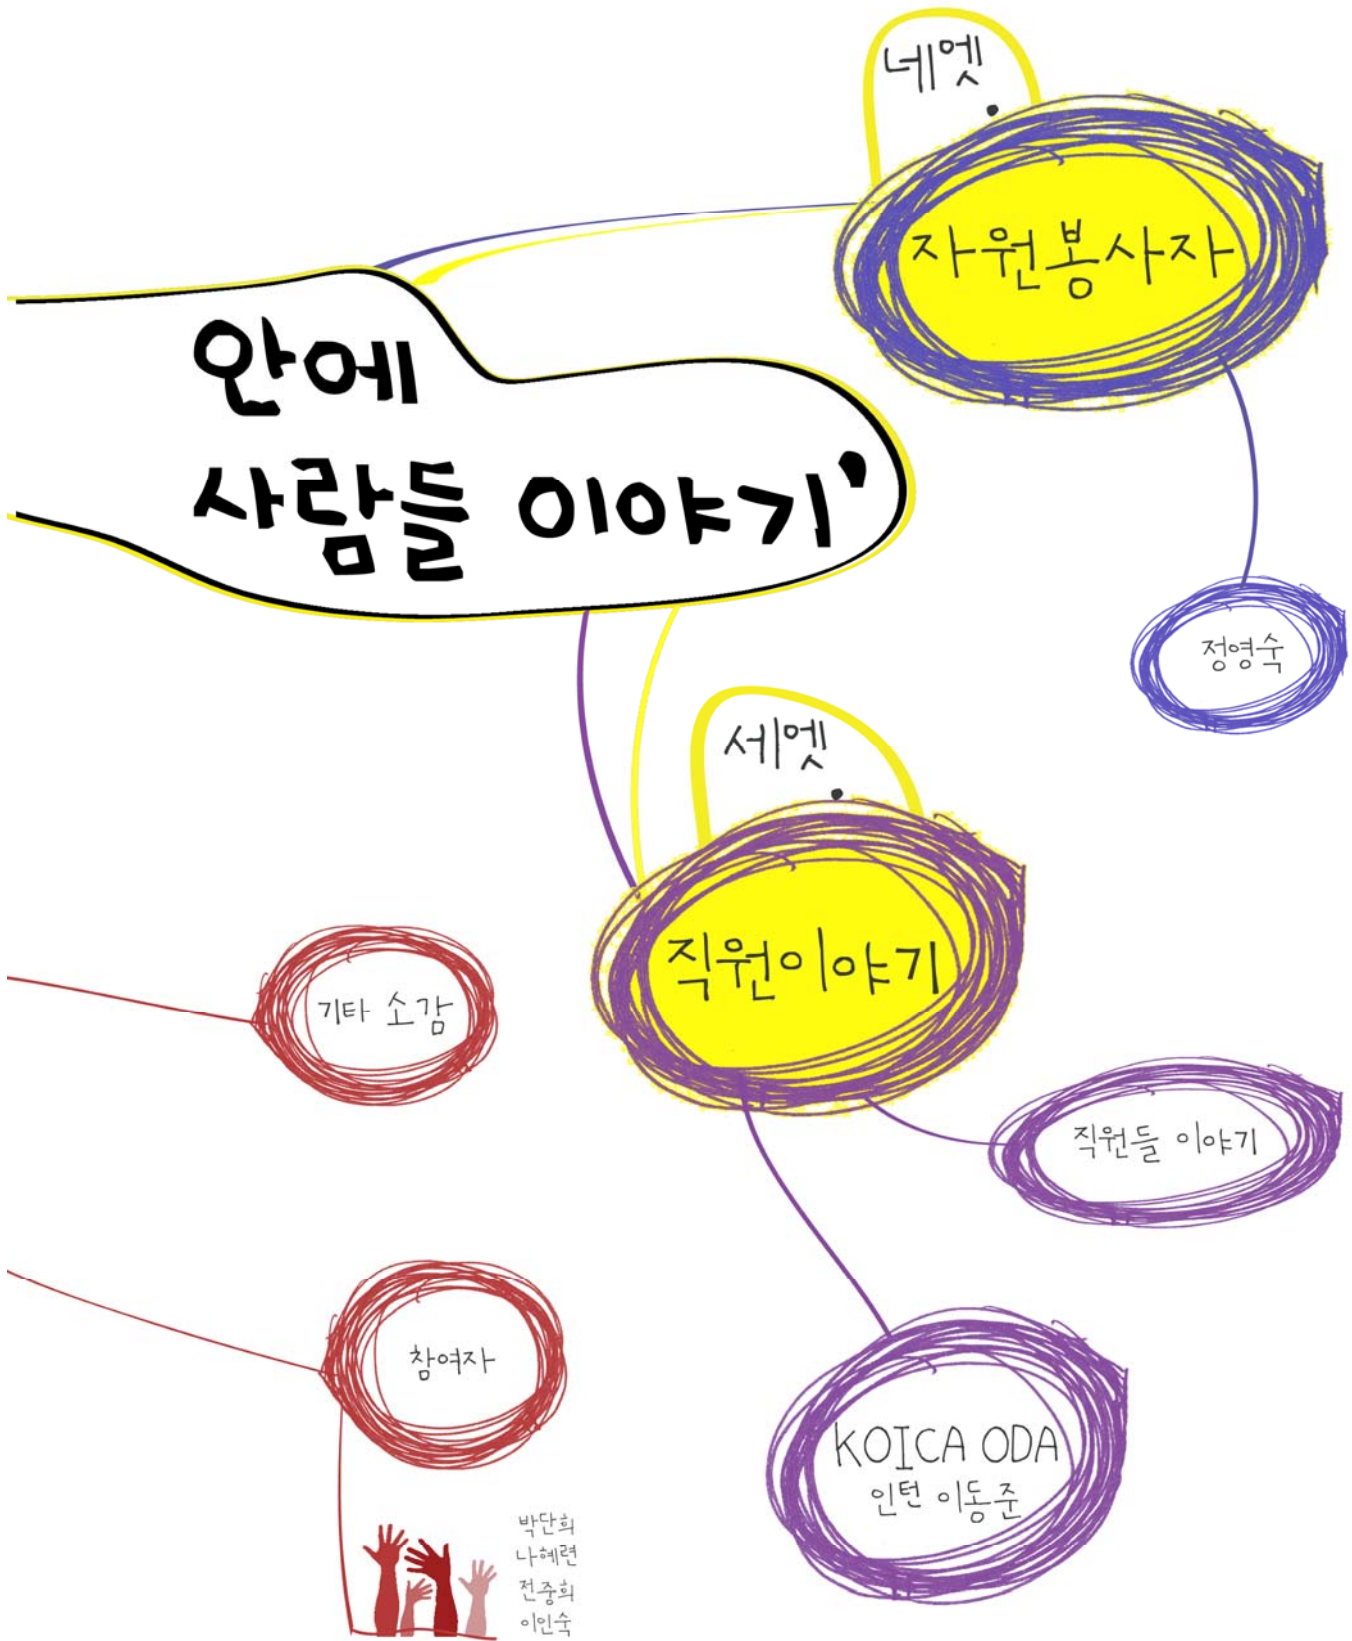 네엣.
자원봉사자
안에
사람들 이야기’
정영숙
세엣.
직원이야기
기타 소감
직원들 이야기
참여자
KOICA ODA
인턴 이동준
박단희
나혜련
전중희
이인숙